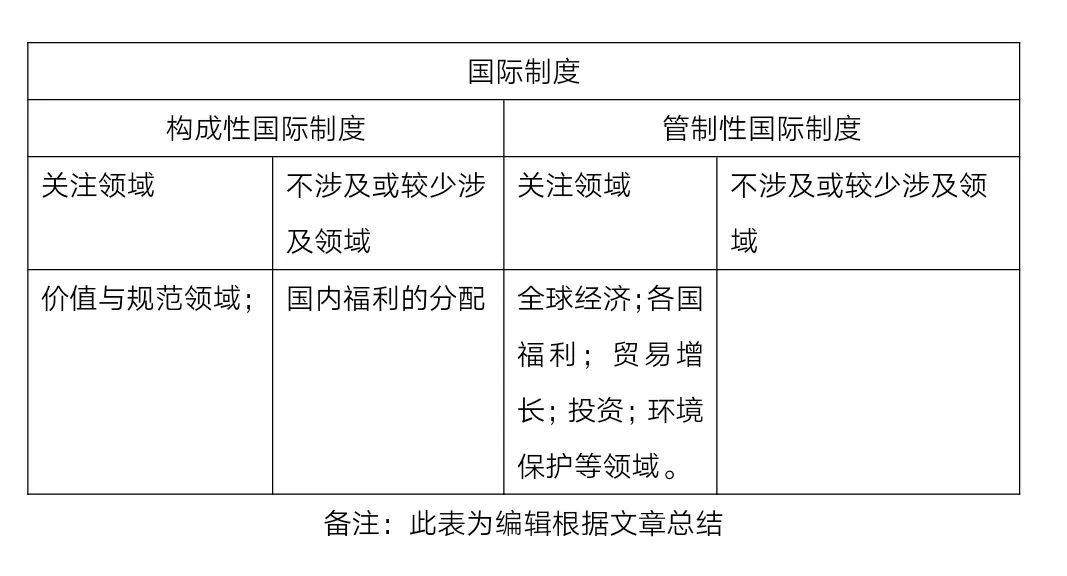 国际制度
构成性国际制度
管制性国际制度
关注领域
不涉及或较少涉
及领域
关注领域
不涉及或较少涉及领
域
价值与规范领域；
国内福利的分配
全球经济；各国
福利；贸易增
长；投资；环境
保护等领域。
备注：此表为编辑根据文章总结